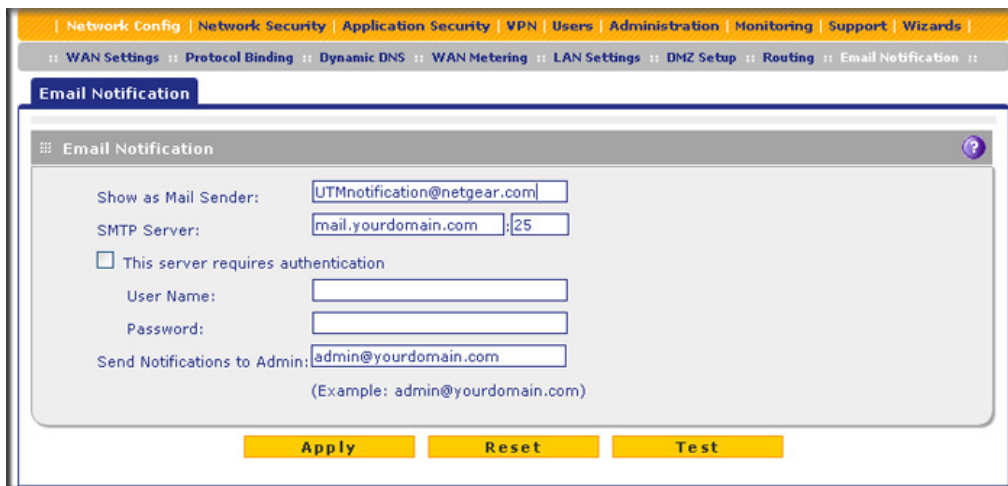 | Network Config | Network Security | Application Security | VPN | Users | Administration | Monitoring | Support | Wizards |
:: WAN Settings :: Protocol Binding :: Dynamic DNS :: WAN Metering :: LAN Settings :: DMZ Setup :: Routing :: Email Notification ::
Email Notification
Email Notification ?
Show as Mail Sender: UTMnotification@netgear.com
SMTP Server: mail.yourdomain.com :25
This server requires authentication
User Name:
Password:
Send Notifications to Admin: admin@yourdomain.com
(Example: admin@yourdomain.com)
Apply Reset Test